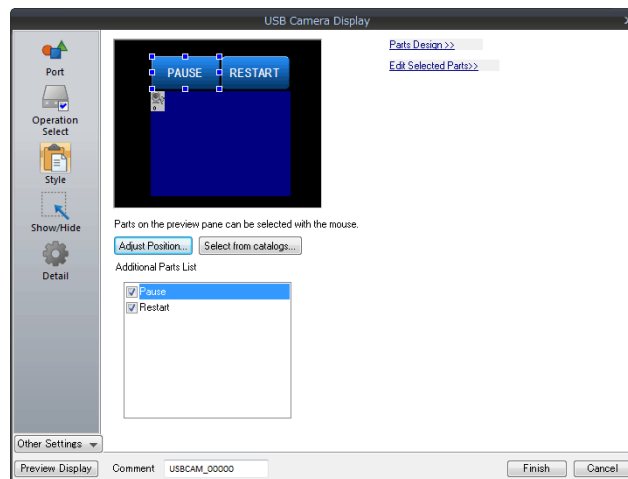 USB Camera Display
Port
Operation
Select
Style
Show/Hide
Detail
Other Settings
Preview Display
PAUSE RESTART
Parts on the preview pane can be selected with the mouse.
Adjust Position... Select from catalogs...
Additional Parts List
Pause
Restart
Parts Design >>
Edit Selected Parts>>
Comment USBCAM_00000
Finish Cancel